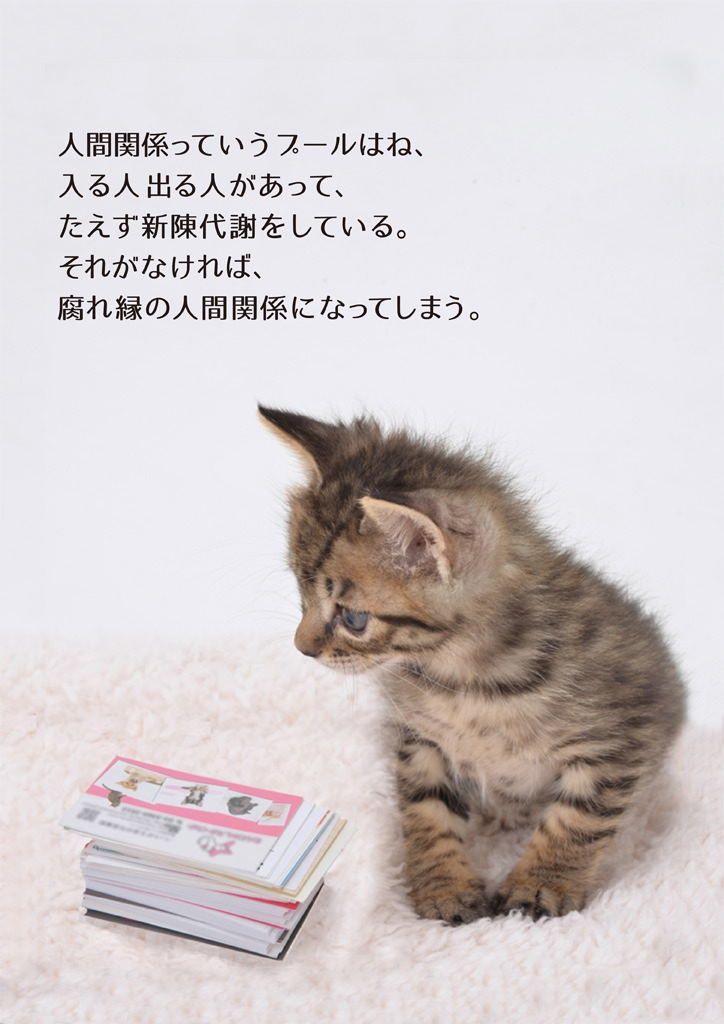 人間関係っていうプールはね、
入る人出る人があって、
たえず新陳代謝をしている。
それがなければ、
腐れ縁の人間関係になってしまう。